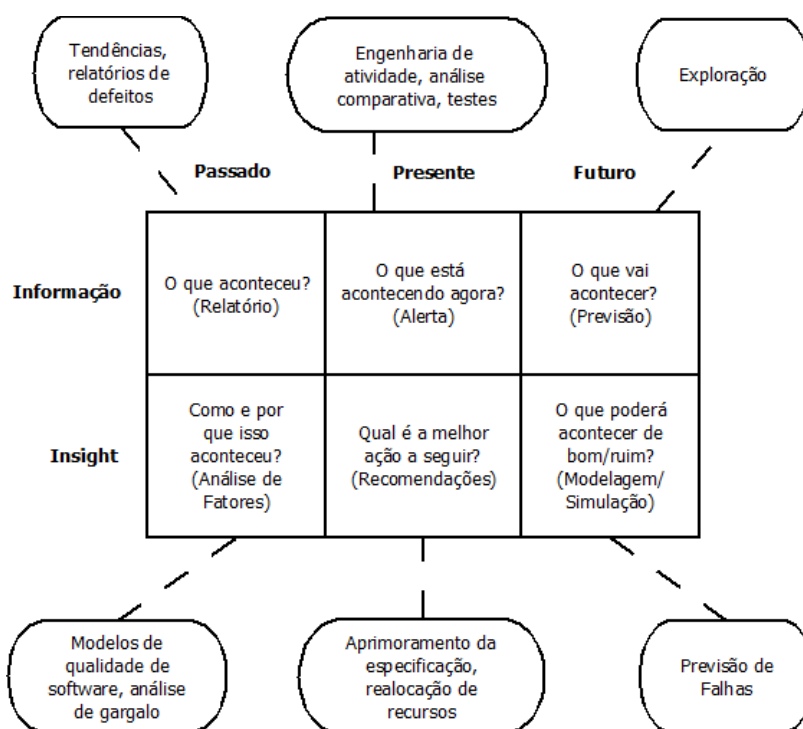 Tendências,
relatórios de
defeitos
Engenharia de
atividade, análise
comparativa, testes
Exploração
Passado
Presente
Futuro
Informação
O que aconteceu?
(Relatório)
O que está
acontecendo agora?
(Alerta)
O que vai
acontecer?
(Previsão)
Insight
Como e por
que isso
aconteceu?
(Análise de
Fatores)
Qual é a melhor
ação a seguir?
(Recomendações)
O que poderá
acontecer de
bom/ruim?
(Modelagem/
Simulação)
Modelos de
qualidade de
software, análise
de gargalo
Aprimoramento da
especificação,
realocação de
recursos
Previsão de
Falhas